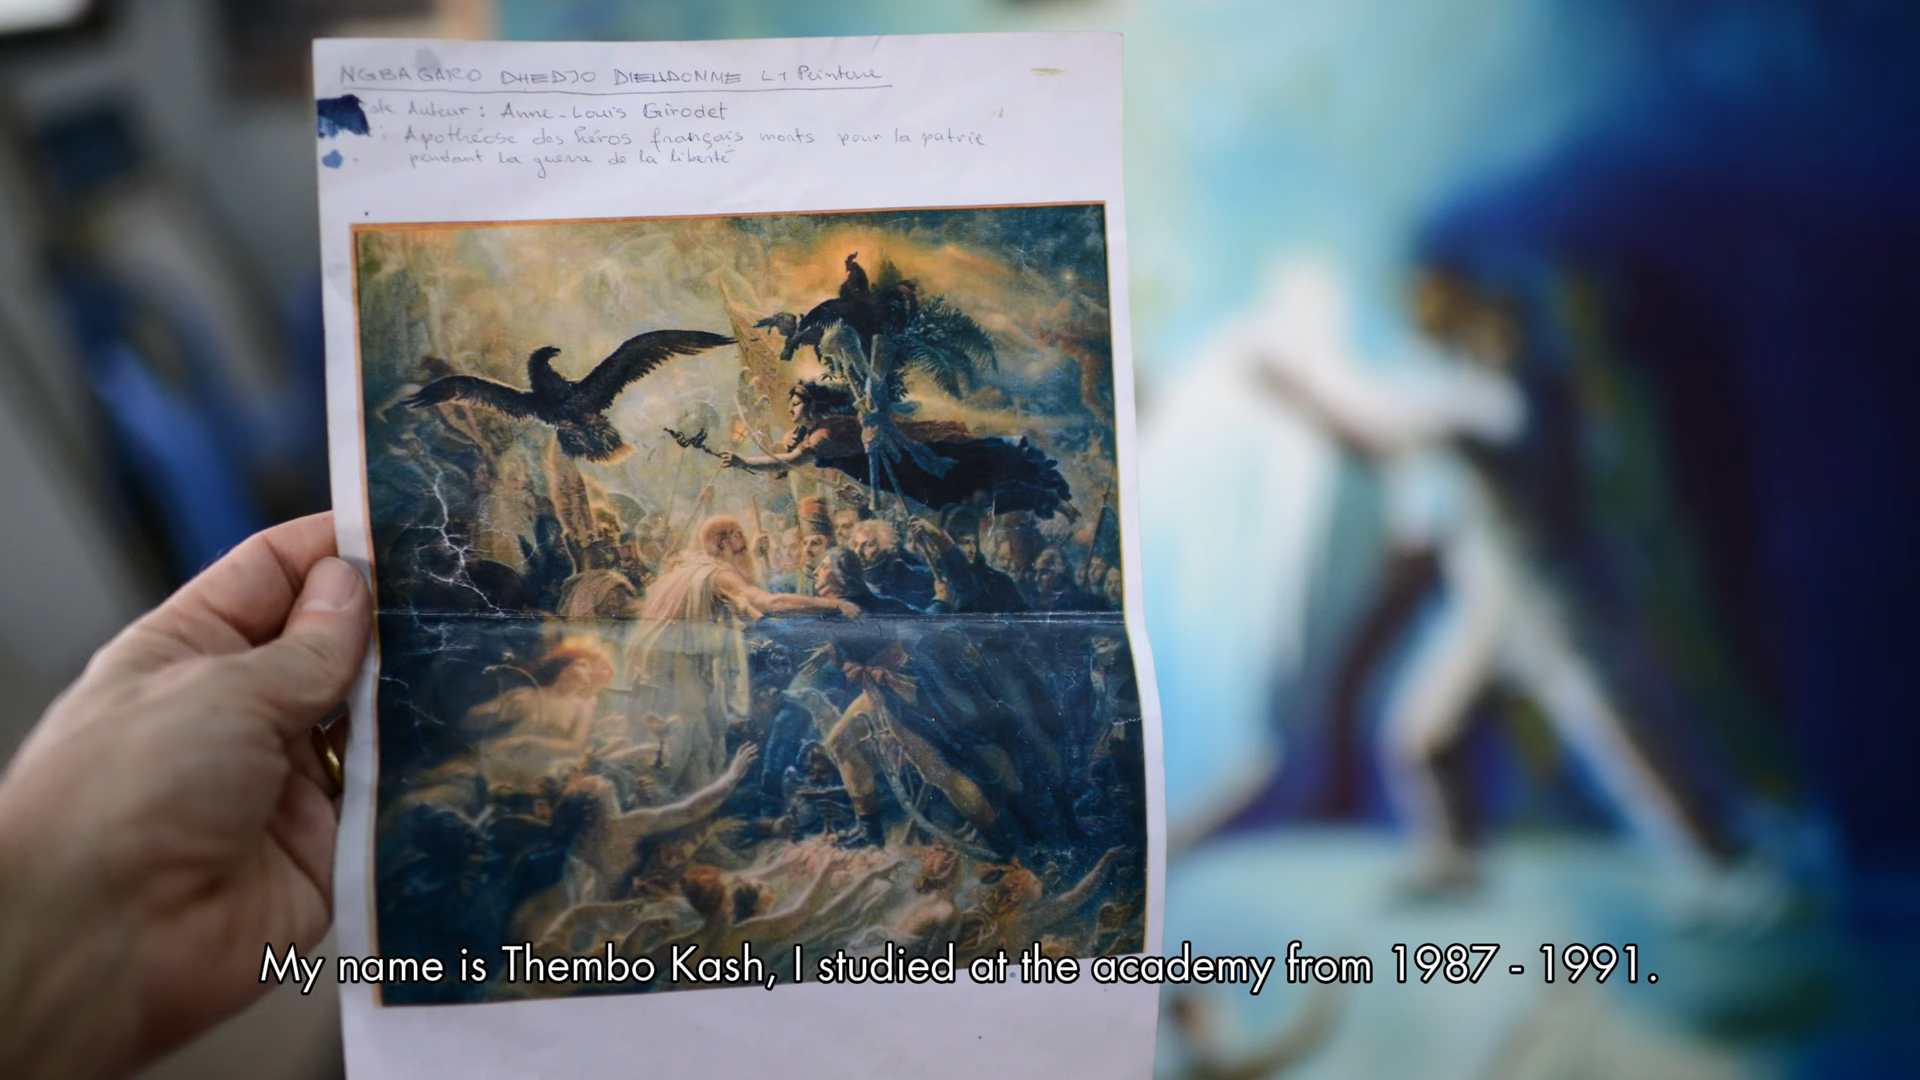 NGBAGARO DHEDJO DIEUDONNE L1 Peinture
de Auteur : Anne-Louis Girodet
: Apothéose des héros français morts pour la patrie
pendant la guerre de la liberté
My name is Thembo Kash, I studied at the academy from 1987 - 1991.